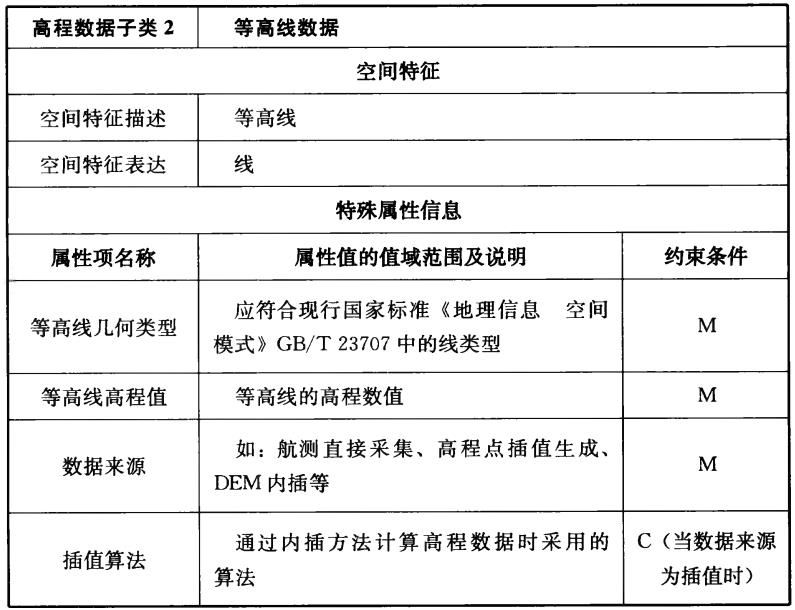 高程数据子类 2 等高线数据
空间特征
空间特征描述 等高线
空间特征表达 线
特殊属性信息
属性项名称 属性值的值域范围及说明 约束条件
等高线几何类型 应符合现行国家标准《地理信息 空间
模式》GB/T 23707 中的线类型 M
等高线高程值 等高线的高程数值 M
数据来源 如：航测直接采集、高程点插值生成、
DEM 内插等 M
插值算法 通过内插方法计算高程数据时采用的
算法 C（当数据来源
为插值时）